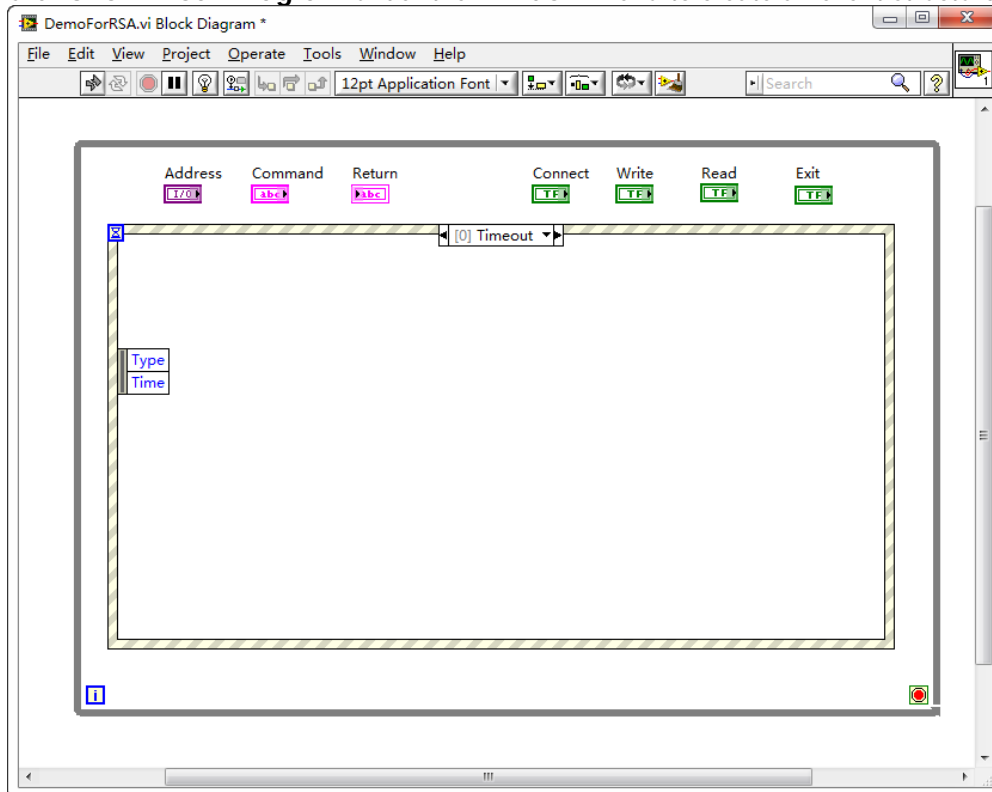 DemoForRSA.vi Block Diagram *
File Edit View Project Operate Tools Window Help
12pt Application Font
Search
1
Address Command Return Connect Write Read Exit
I/O abc abc TF TF TF TF
[0] Timeout
Type
Time
i